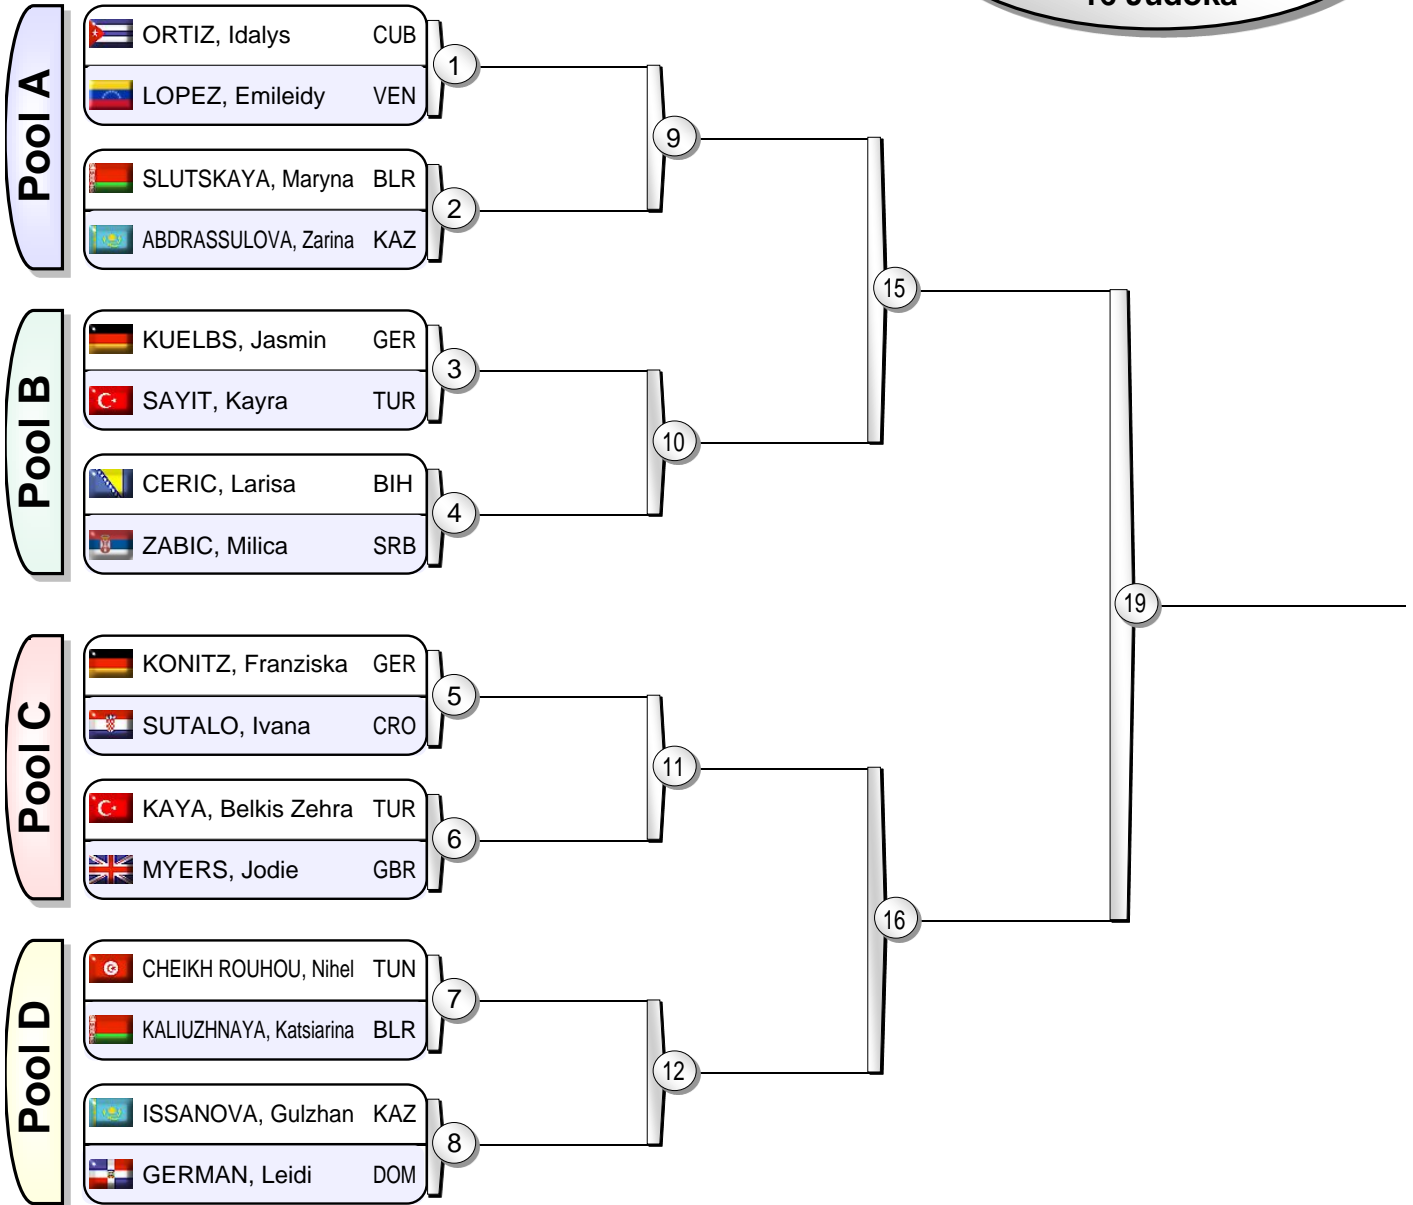 16 Judoka
Pool A
ORTIZ, Idalys CUB
1
LOPEZ, Emileidy VEN
9
SLUTSKAYA, Maryna BLR
2
ABDRASSULOVA, Zarina KAZ
15
Pool B
KUELBS, Jasmin GER
3
SAYIT, Kayra TUR
10
CERIC, Larisa BIH
4
ZABIC, Milica SRB
19
Pool C
KONITZ, Franziska GER
5
SUTALO, Ivana CRO
11
KAYA, Belkis Zehra TUR
6
MYERS, Jodie GBR
16
Pool D
CHEIKH ROUHOU, Nihel TUN
7
KALIUZHNAYA, Katsiarina BLR
12
ISSANOVA, Gulzhan KAZ
8
GERMAN, Leidi DOM